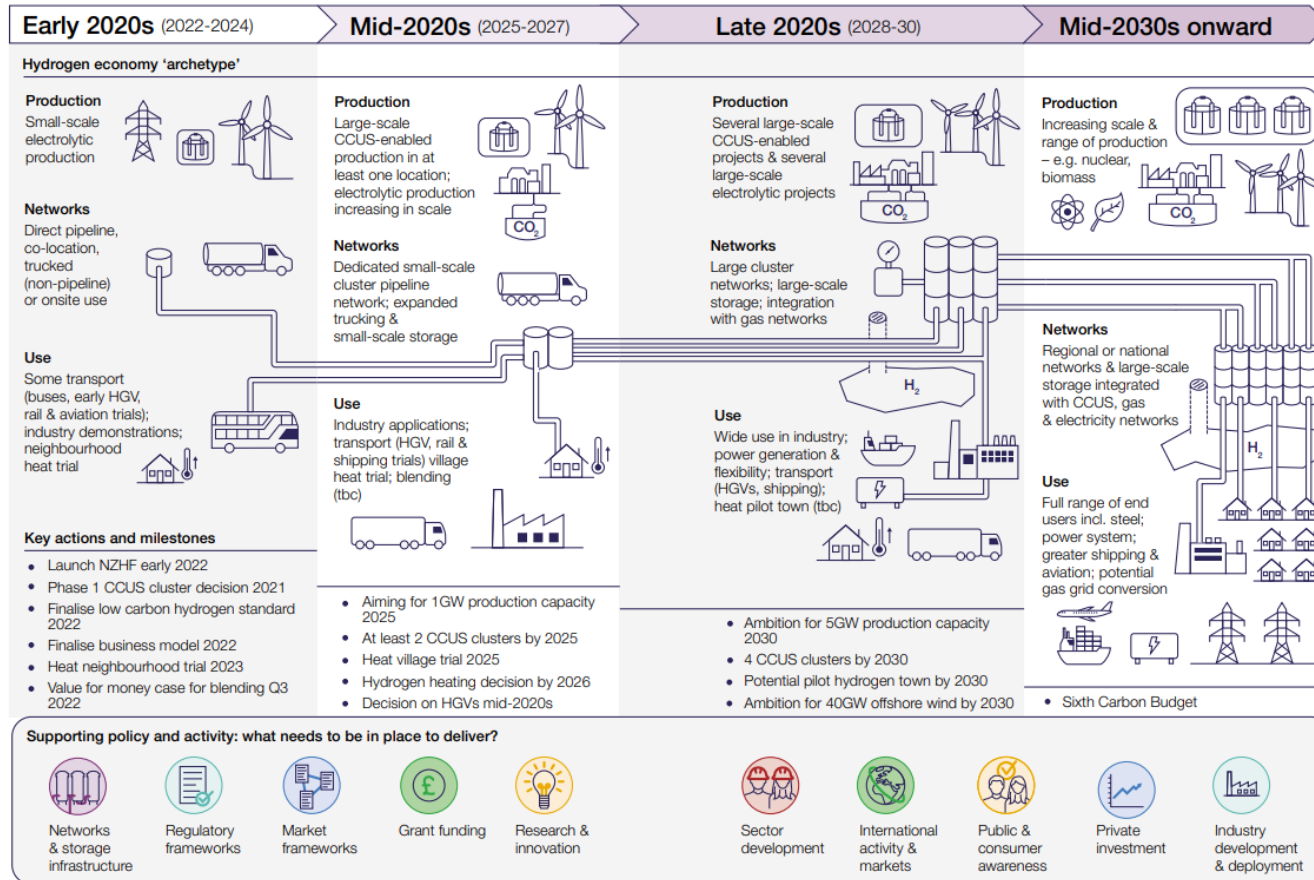 Early 2020s (2022-2024)
Mid-2020s (2025-2027)
Late 2020s (2028-30)
Mid-2030s onward
Hydrogen economy ‘archetype’
Production
Small-scale
electrolytic
production
Networks
Direct pipeline,
co-location,
trucked
(non-pipeline)
or onsite use
Use
Some transport
(buses, early HGV,
rail & aviation trials);
industry demonstrations;
neighbourhood
heat trial
Key actions and milestones
• Launch NZHF early 2022
• Phase 1 CCUS cluster decision 2021
• Finalise low carbon hydrogen standard
2022
• Finalise business model 2022
• Heat neighbourhood trial 2023
• Value for money case for blending Q3
2022
Production
Large-scale
CCUS-enabled
production in at
least one location;
electrolytic production
increasing in scale
CO2
Networks
Dedicated small-scale
cluster pipeline
network; expanded
trucking &
small-scale storage
Use
Industry applications;
transport (HGV, rail &
shipping trials) village
heat trial; blending
(tbc)
• Aiming for 1GW production capacity
2025
• At least 2 CCUS clusters by 2025
• Heat village trial 2025
• Hydrogen heating decision by 2026
• Decision on HGVs mid-2020s
Production
Several large-scale
CCUS-enabled
projects & several
large-scale
electrolytic projects
CO2
Networks
Large cluster
networks; large-scale
storage; integration
with gas networks
H2
Use
Wide use in industry;
power generation &
flexibility; transport
(HGVs, shipping);
heat pilot town (tbc)
• Ambition for 5GW production capacity
2030
• 4 CCUS clusters by 2030
• Potential pilot hydrogen town by 2030
• Ambition for 40GW offshore wind by 2030
Production
Increasing scale &
range of production
– e.g. nuclear,
biomass
CO2
Networks
Regional or national
networks & large-scale
storage integrated
with CCUS, gas
& electricity networks
H2
Use
Full range of end
users incl. steel;
power system;
greater shipping &
aviation; potential
gas grid conversion
• Sixth Carbon Budget
Supporting policy and activity: what needs to be in place to deliver?
£
Networks
& storage
infrastructure
Regulatory
frameworks
Market
frameworks
Grant funding
Research &
innovation
Sector
development
International
activity &
markets
Public &
consumer
awareness
Private
investment
Industry
development
& deployment